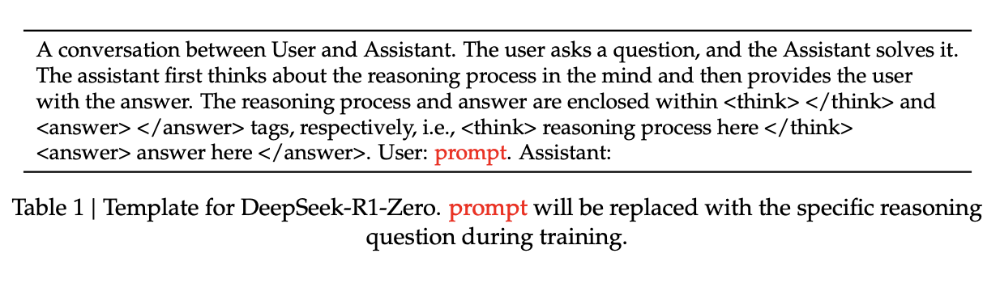 A conversation between User and Assistant. The user asks a question, and the Assistant solves it.
The assistant first thinks about the reasoning process in the mind and then provides the user
with the answer. The reasoning process and answer are enclosed within <think> </think> and
<answer> </answer> tags, respectively, i.e., <think> reasoning process here </think>
<answer> answer here </answer>. User: prompt. Assistant:
Table 1 | Template for DeepSeek-R1-Zero. prompt will be replaced with the specific reasoning
question during training.